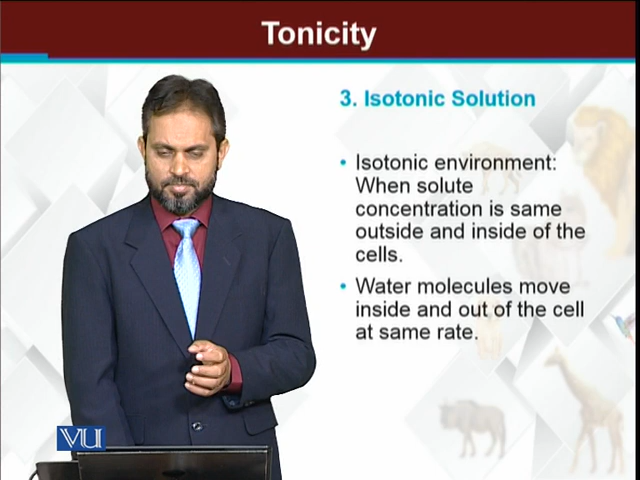 Tonicity
3. Isotonic Solution
• Isotonic environment:
When solute
concentration is same
outside and inside of the
cells.
• Water molecules move
inside and out of the cell
at same rate.
VU